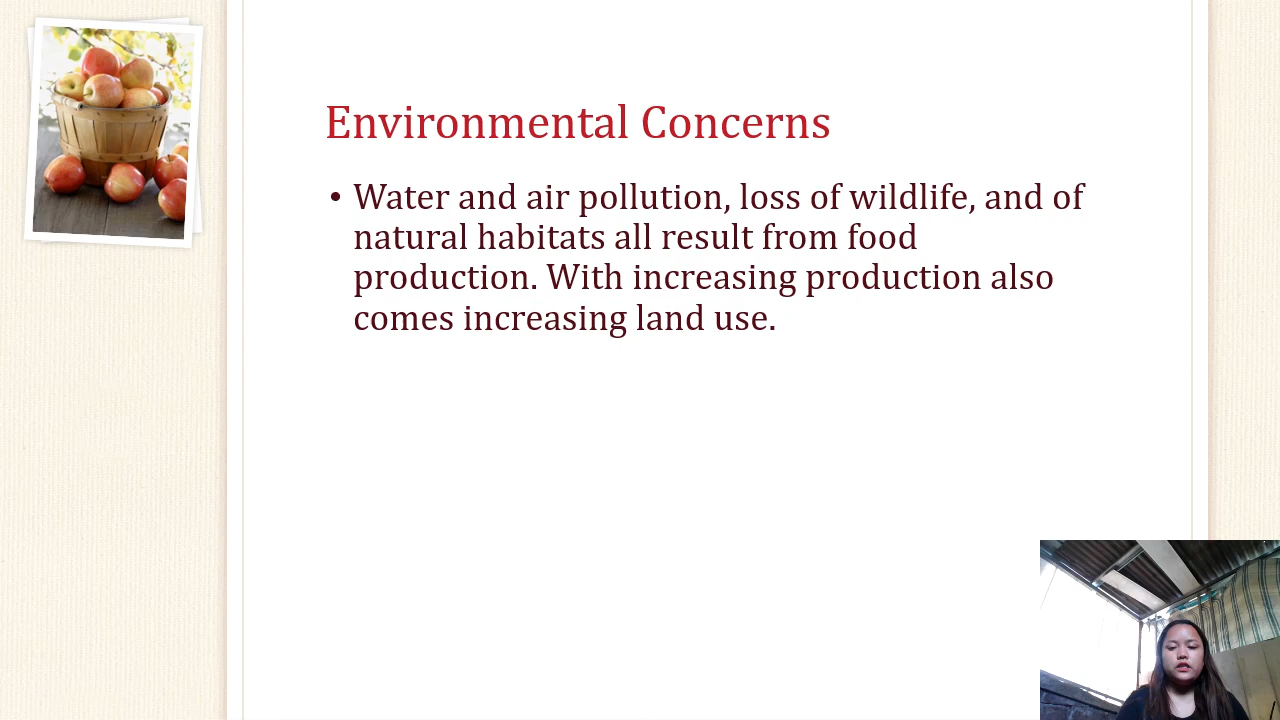 Environmental Concerns
• Water and air pollution, loss of wildlife, and of
natural habitats all result from food
production. With increasing production also
comes increasing land use.